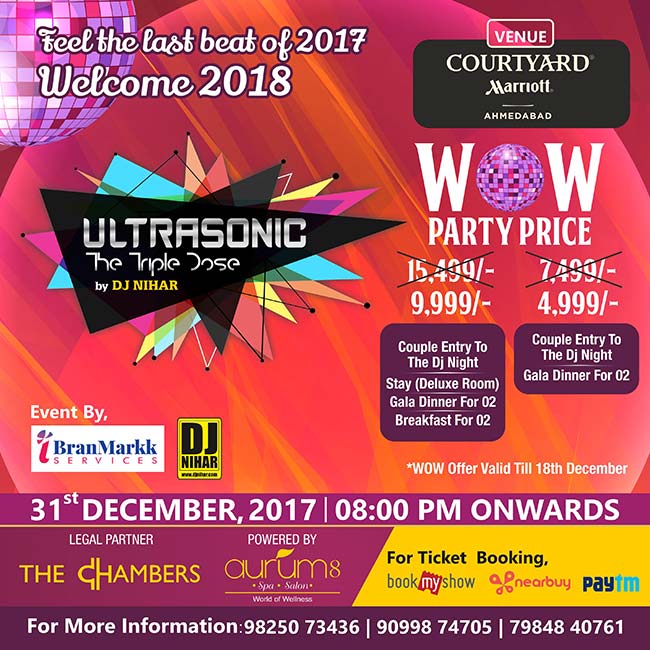 Feel the last beat of 2017
Welcome 2018
VENUE
COURTYARD®
Marriott®
AHMEDABAD
ULTRASONIC
The Triple Dose
by DJ NIHAR
WOW
PARTY PRICE
15,499/-
9,999/-
Couple Entry To
The Dj Night
Stay (Deluxe Room)
Gala Dinner For 02
Breakfast For 02
7,499/-
4,999/-
Couple Entry To
The Dj Night
Gala Dinner For 02
*WOW Offer Valid Till 18th December
Event By,
iBranMarkk
SERVICES
DJ
NIHAR
www.djnihar.com
31st DECEMBER, 2017 | 08:00 PM ONWARDS
LEGAL PARTNER
THE CHAMBERS
POWERED BY
aurum8
Spa • Salon
World of Wellness
For Ticket Booking,
bookmyshow
nearbuy
paytm
For More Information:98250 73436 | 90998 74705 | 79848 40761